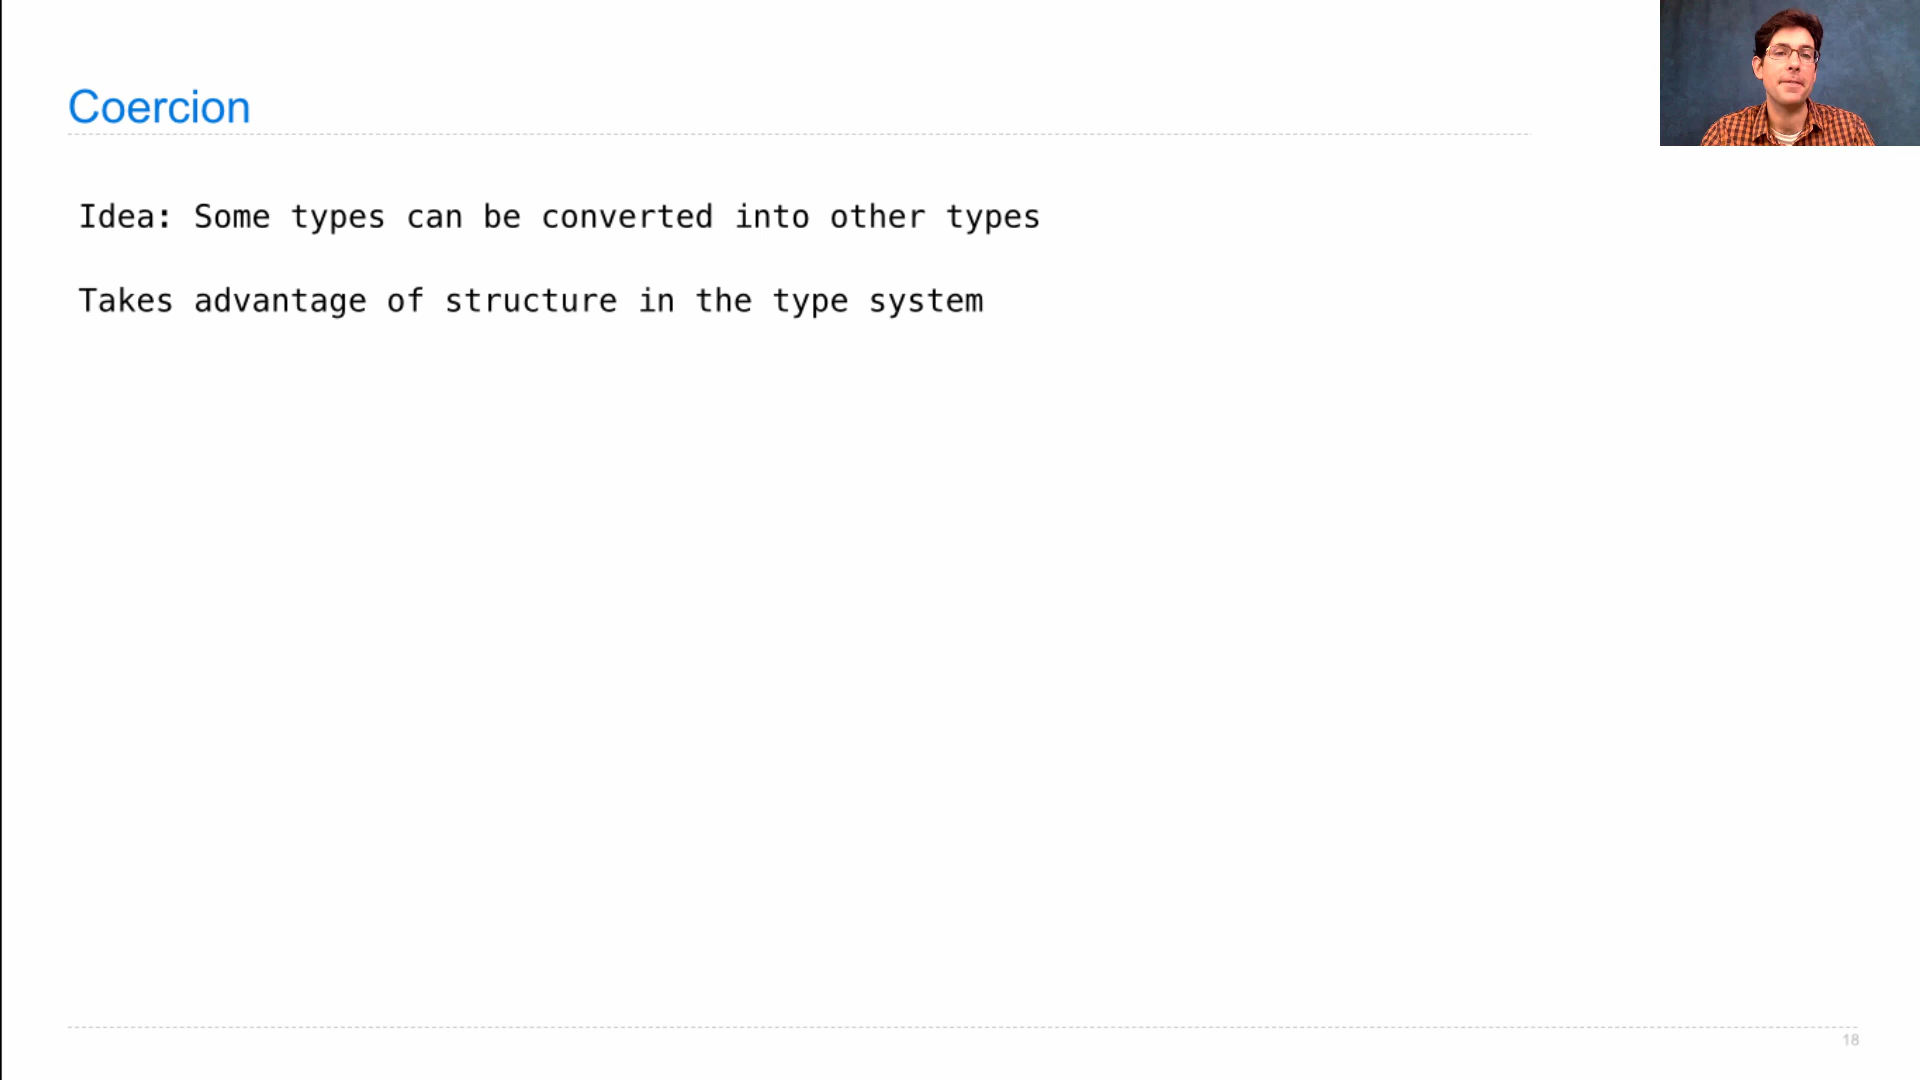 Coercion
Idea: Some types can be converted into other types
Takes advantage of structure in the type system
18